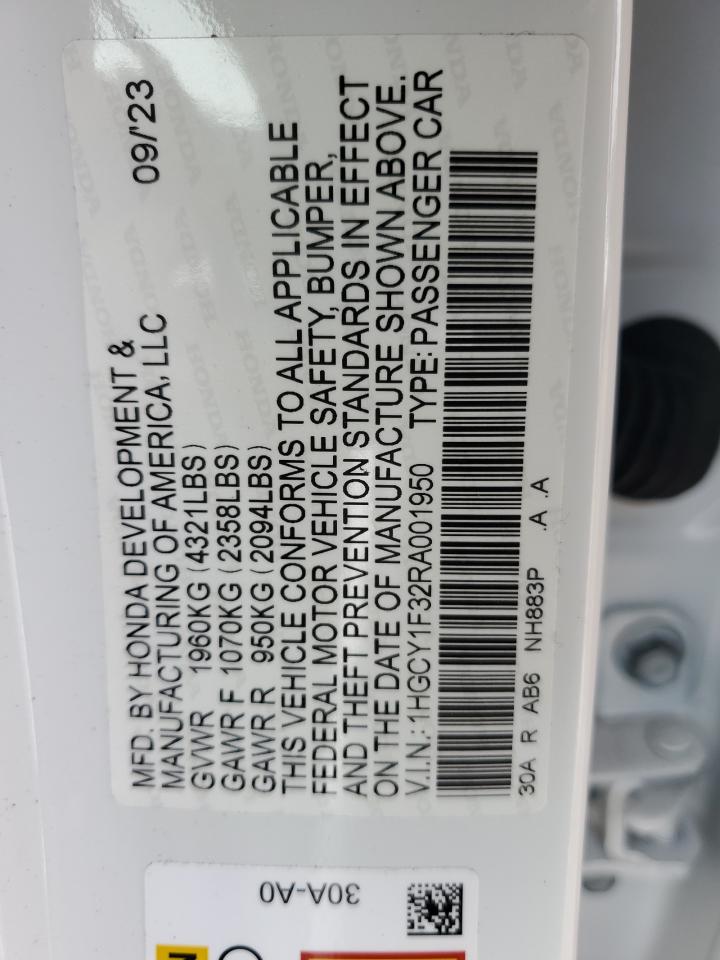 MFD. BY HONDA DEVELOPMENT &
MANUFACTURING OF AMERICA, LLC 09/'23
GVWR 1960KG (4321LBS)
GAWR F 1070KG (2358LBS)
GAWR R 950KG (2094LBS)
THIS VEHICLE CONFORMS TO ALL APPLICABLE
FEDERAL MOTOR VEHICLE SAFETY, BUMPER,
AND THEFT PREVENTION STANDARDS IN EFFECT
ON THE DATE OF MANUFACTURE SHOWN ABOVE.
V.I.N.: 1HGCY1F32RA001950 TYPE: PASSENGER CAR
30A R AB6 NH883P .A .A
30A-A0